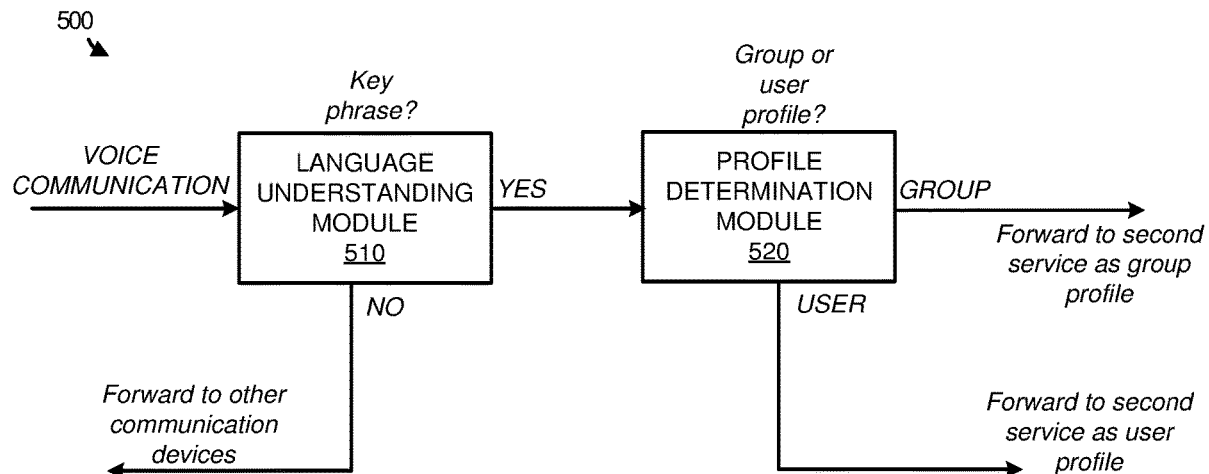 500
Key
phrase?
Group or
user
profile?
VOICE
COMMUNICATION
LANGUAGE
UNDERSTANDING
MODULE
510
YES
PROFILE
DETERMINATION
MODULE
520
GROUP
Forward to second
service as group
profile
NO
USER
Forward to other
communication
devices
Forward to second
service as user
profile